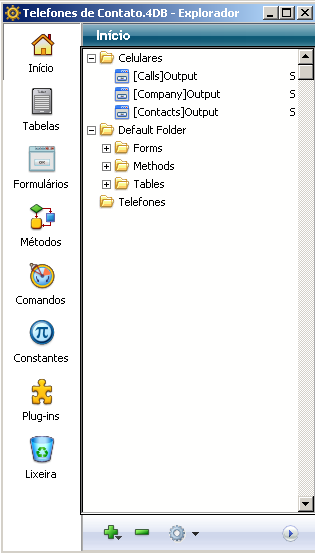 Telefones de Contato.4DB - Explorador
Início
Início
Tabelas
Formulários
Métodos
Comandos
Constantes
Plug-ins
Lixeira
Celulares
[Calls]Output S
[Company]Output S
[Contacts]Output S
Default Folder
Forms
Methods
Tables
Telefones